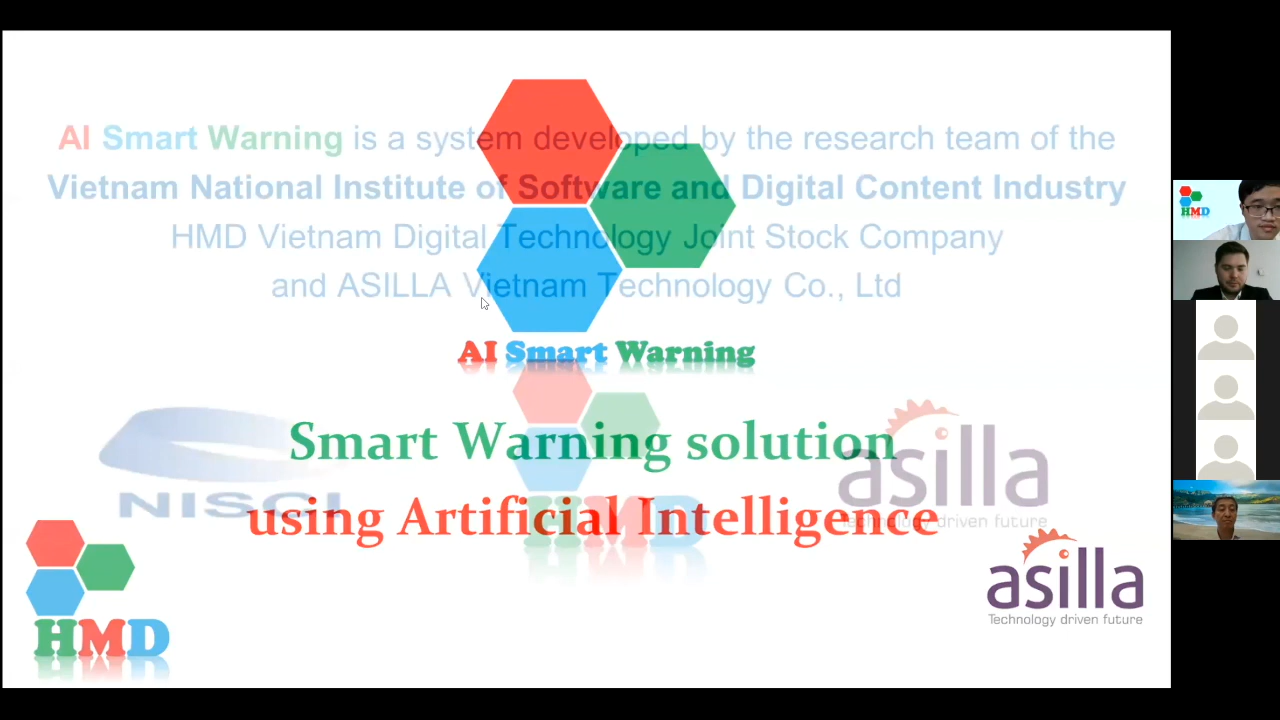 AI Smart Warning is a system developed by the research team of the
Vietnam National Institute of Software and Digital Content Industry
HMD Vietnam Digital Technology Joint Stock Company
and ASILLA Vietnam Technology Co., Ltd
AI Smart Warning
Smart Warning solution
using Artificial Intelligence
NISCI
HMD
asilla
Technology driven future
HMD
asilla
Technology driven future
HMD